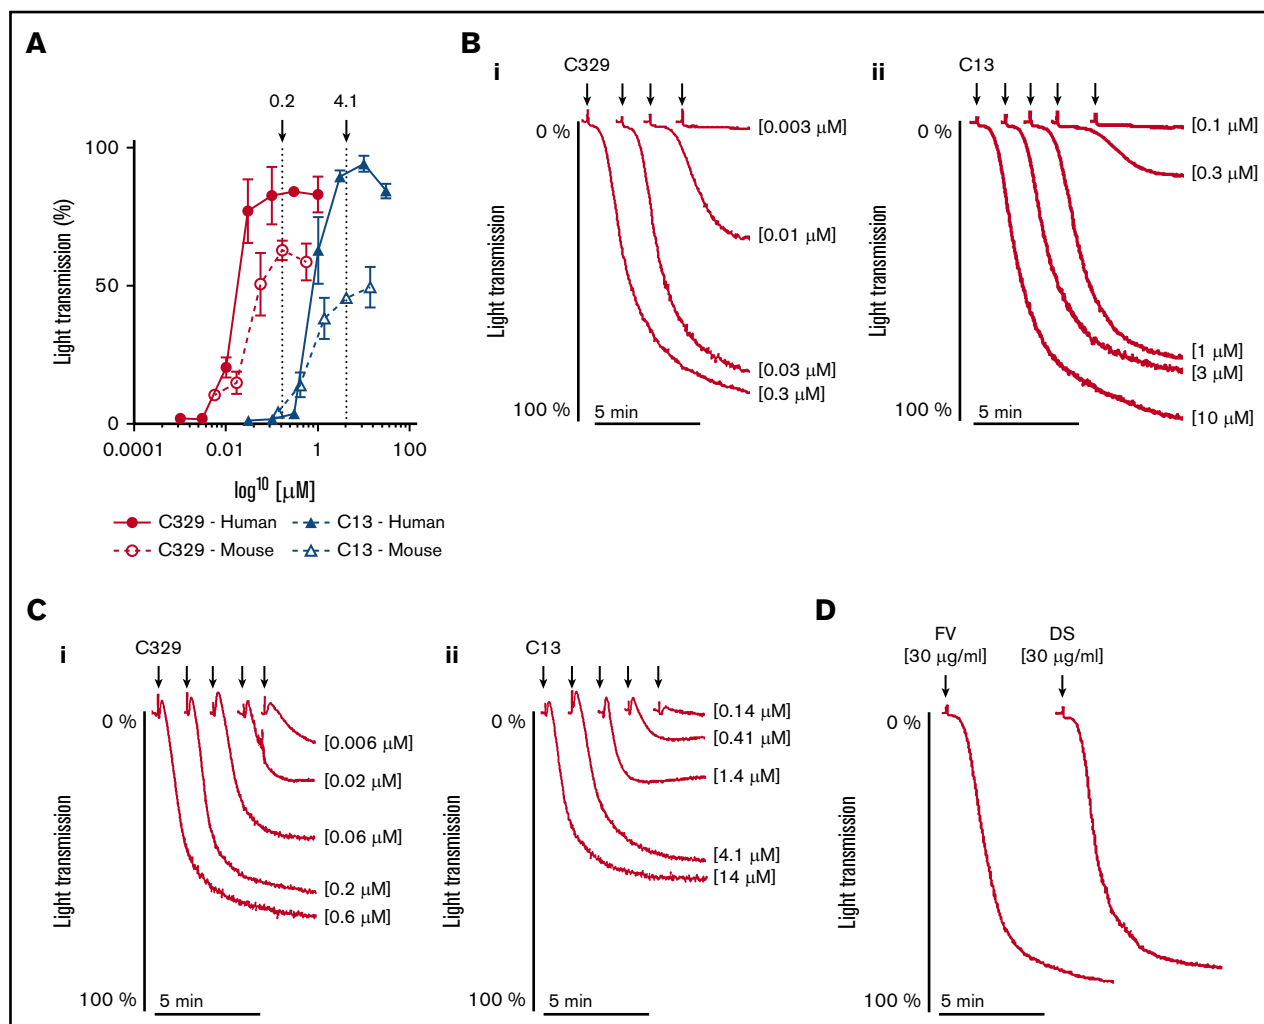 A
0.2
4.1
100
50
0
Light transmission (%)
0.0001
0.01
1
100
log10 [µM]
C329 - Human
C13 - Human
C329 - Mouse
C13 - Mouse
B
i
C329
0 %
[0.003 µM]
[0.01 µM]
[0.03 µM]
[0.3 µM]
Light transmission
100 %
5 min
ii
C13
0 %
[0.1 µM]
[0.3 µM]
[1 µM]
[3 µM]
[10 µM]
Light transmission
100 %
5 min
C
i
C329
0 %
[0.006 µM]
[0.02 µM]
[0.06 µM]
[0.2 µM]
[0.6 µM]
Light transmission
100 %
5 min
ii
C13
0 %
[0.14 µM]
[0.41 µM]
[1.4 µM]
[4.1 µM]
[14 µM]
Light transmission
100 %
5 min
D
FV
[30 µg/ml]
DS
[30 µg/ml]
0 %
Light transmission
100 %
5 min